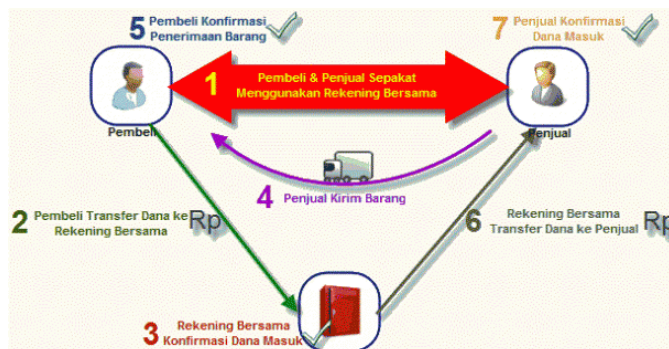 5 Pembeli Konfirmasi
Penerimaan Barang
7 Penjual Konfirmasi
Dana Masuk
1 Pembeli & Penjual Sepakat
Menggunakan Rekening Bersama
Pembeli
Penjual
4 Penjual Kirim Barang
2 Pembeli Transfer Dana ke Rp
Rekening Bersama
6 Rekening Bersama Rp
Transfer Dana ke Penjual
3 Rekening Bersama
Konfirmasi Dana Masuk